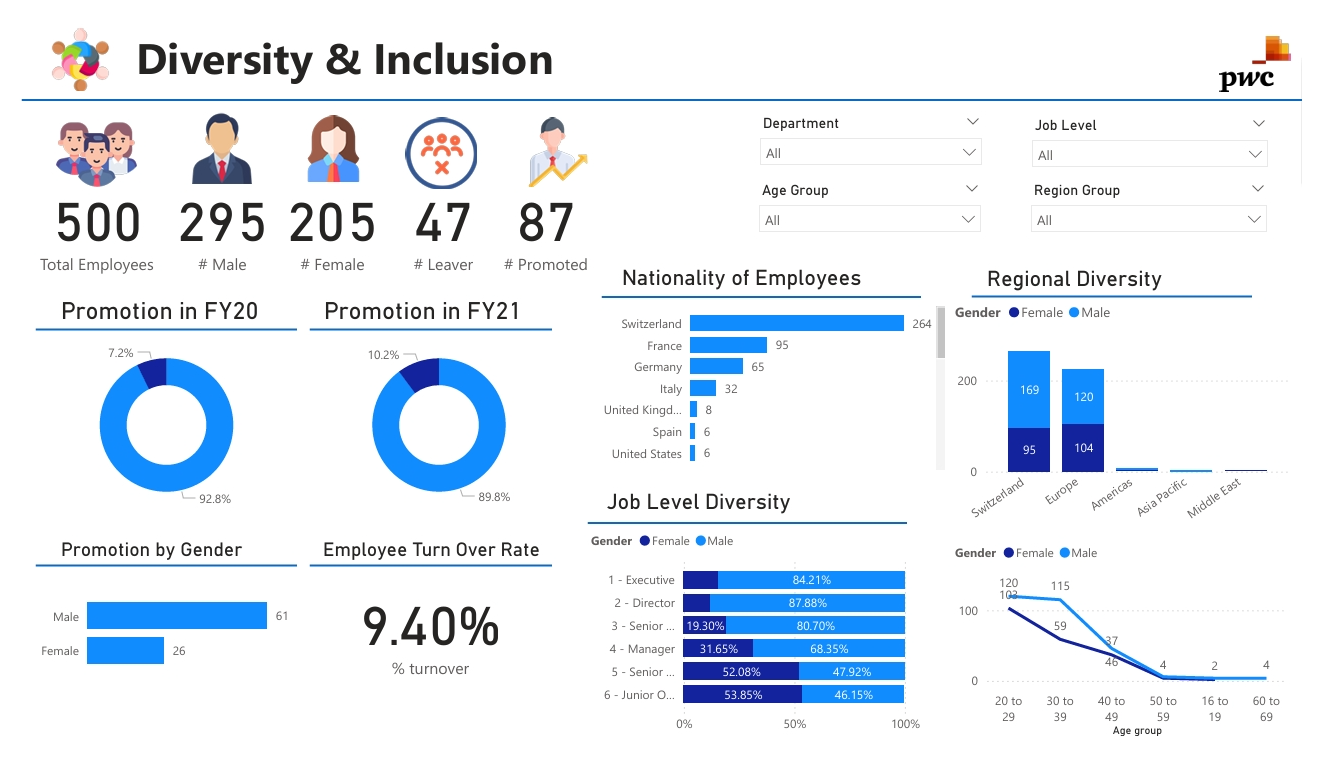 Diversity & Inclusion
pwc
500
Total Employees
295
# Male
205
# Female
47
# Leaver
87
# Promoted
Department
All
Job Level
All
Age Group
All
Region Group
All
Promotion in FY20
7.2%
92.8%
Promotion in FY21
10.2%
89.8%
Promotion by Gender
Male 61
Female 26
Employee Turn Over Rate
9.40%
% turnover
Nationality of Employees
Switzerland 264
France 95
Germany 65
Italy 32
United Kingd... 8
Spain 6
United States 6
Job Level Diversity
Gender Female Male
1 - Executive 84.21%
2 - Director 87.88%
3 - Senior ... 19.30% 80.70%
4 - Manager 31.65% 68.35%
5 - Senior ... 52.08% 47.92%
6 - Junior O... 53.85% 46.15%
0% 50% 100%
Regional Diversity
Gender Female Male
200
0
169
95
120
104
Switzerland
Europe
Americas
Asia Pacific
Middle East
Gender Female Male
100
0
120
103
115
59
37
46
4
2
4
20 to 29
30 to 39
40 to 49
50 to 59
16 to 19
60 to 69
Age group